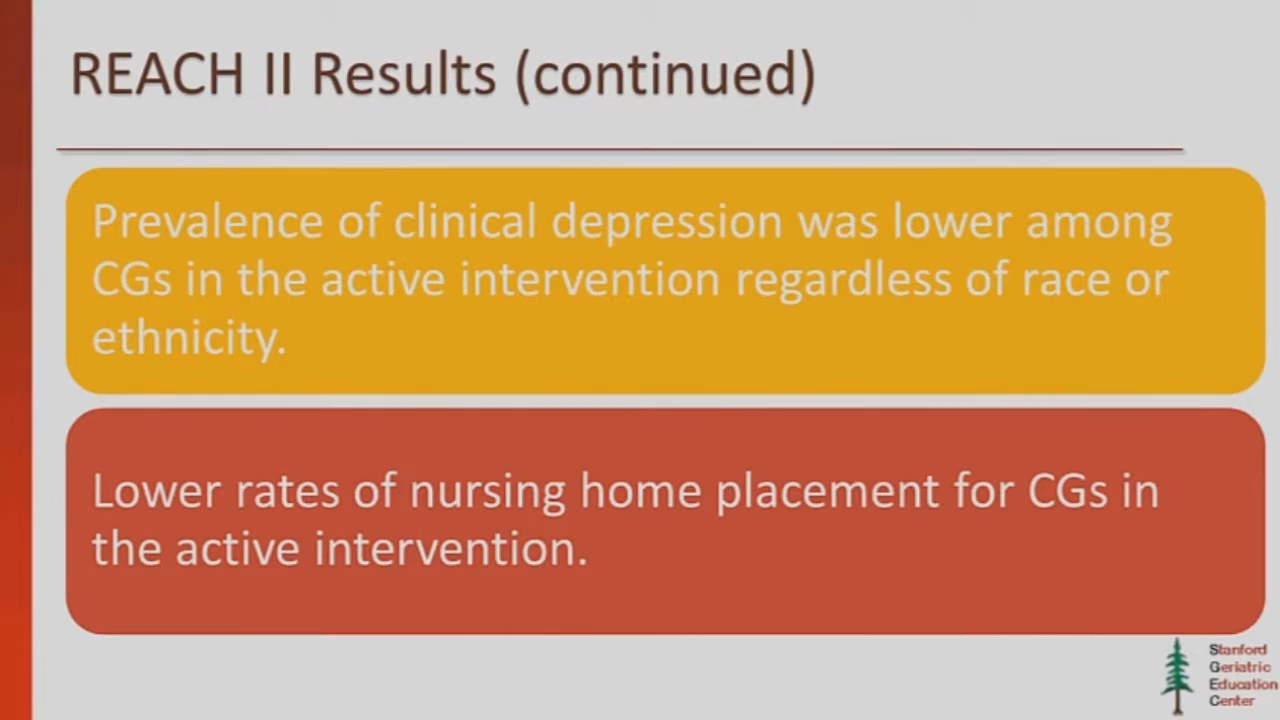 REACH II Results (continued)
Prevalence of clinical depression was lower among
CGs in the active intervention regardless of race or
ethnicity.
Lower rates of nursing home placement for CGs in
the active intervention.
Stanford
Geriatric
Education
Center